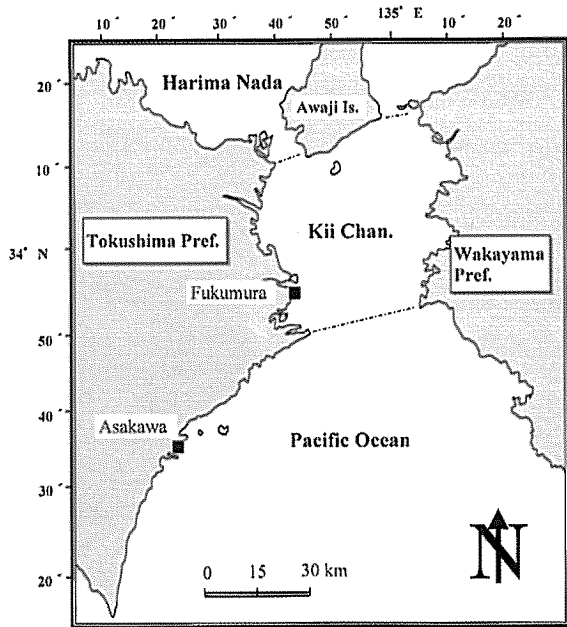 135° E
10´ 20´ 30´ 40´ 50´ 10´ 20´
20´
Harima Nada
Awaji Is.
10´
Kii Chan.
Tokushima Pref.
Wakayama
Pref.
34° N
Fukumura
50´
40´
Asakawa
Pacific Ocean
30´
N
20´
0 15 30 km